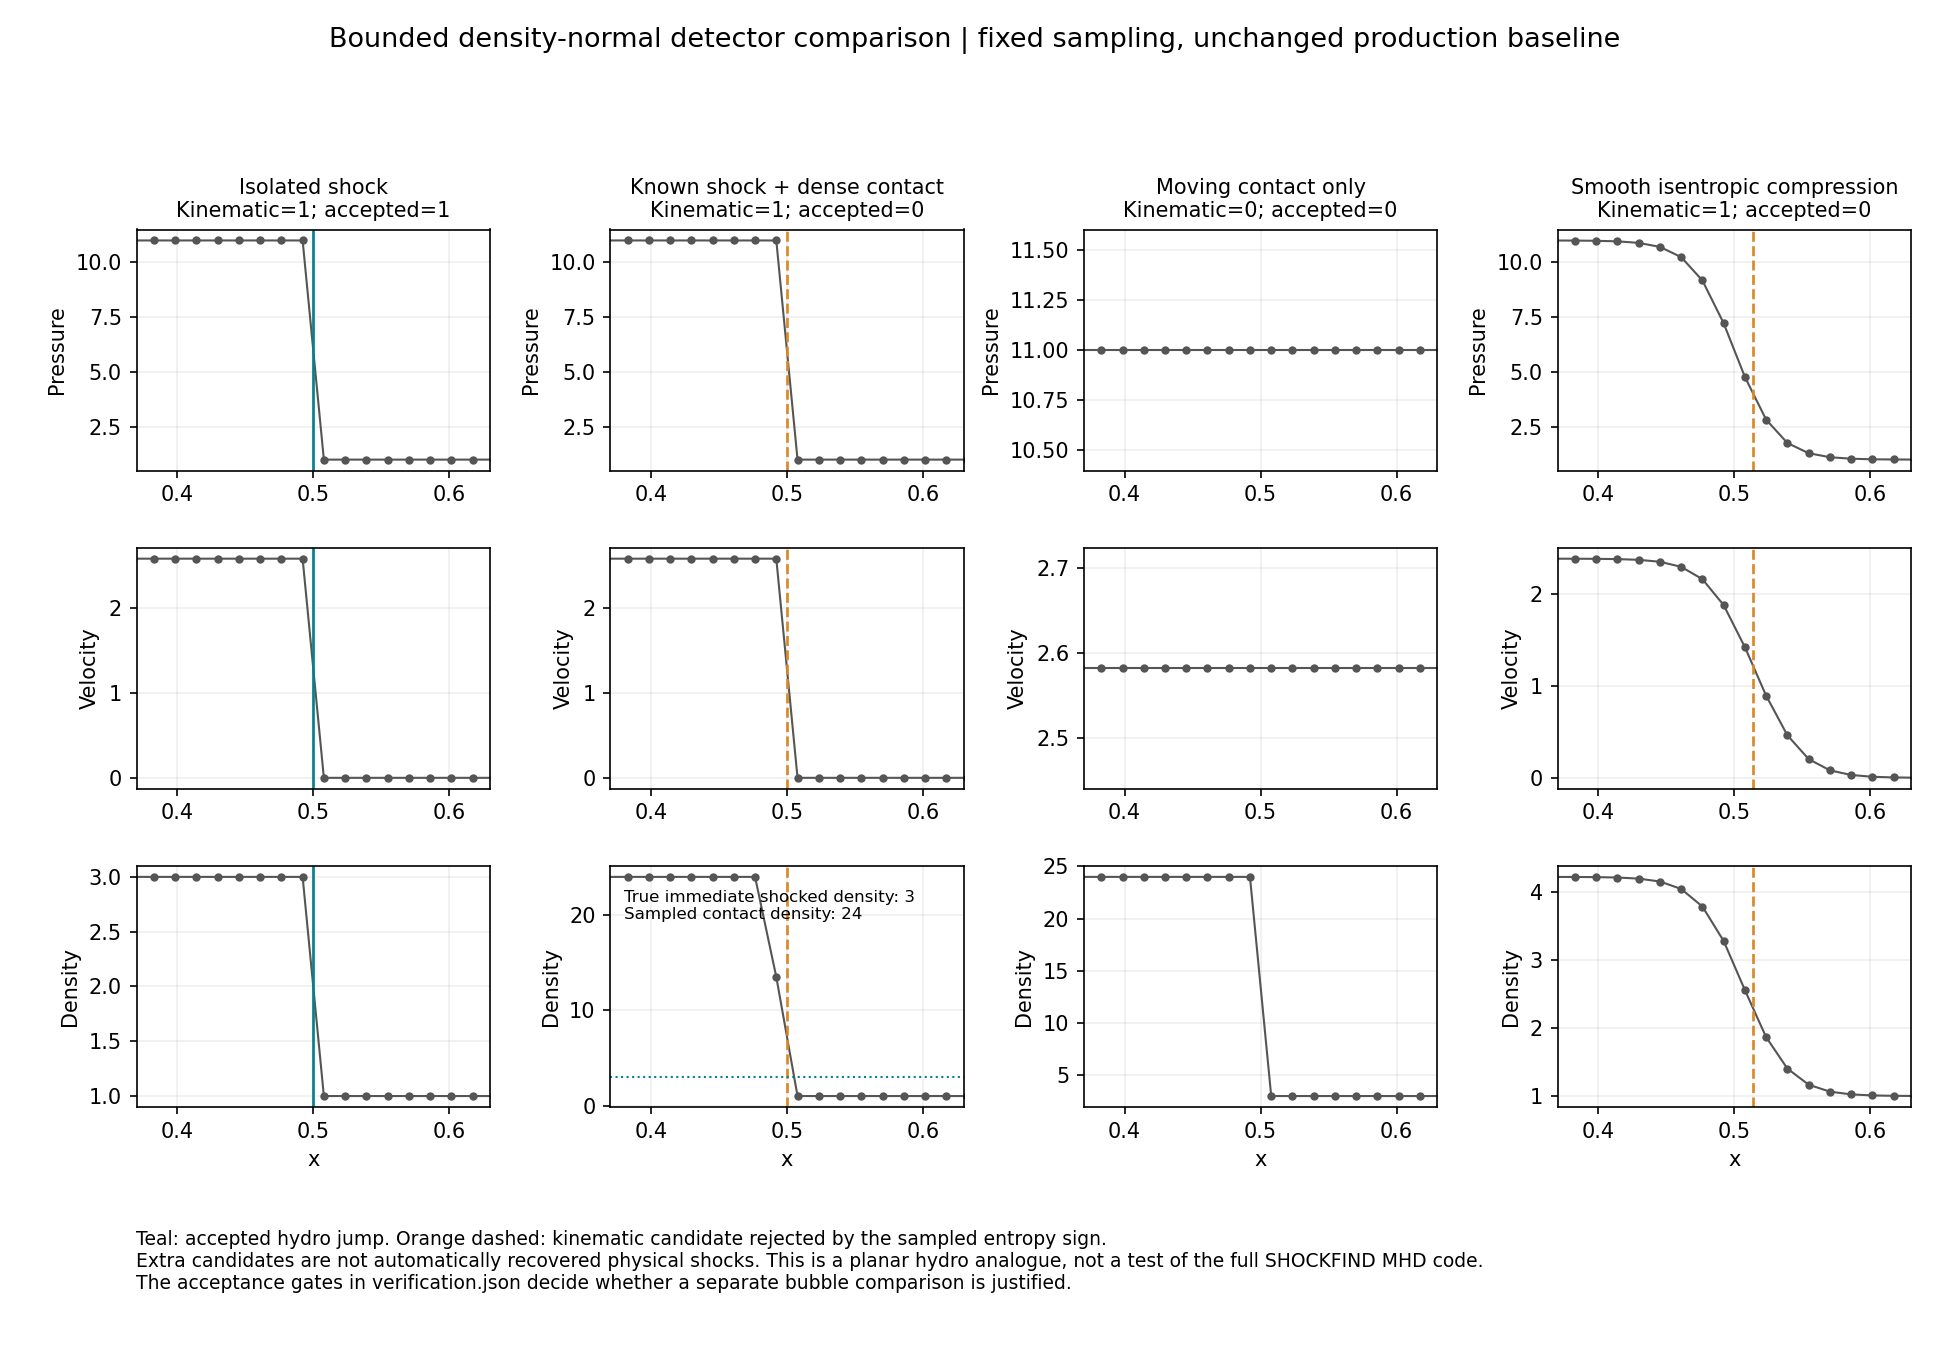 Bounded density-normal detector comparison | fixed sampling, unchanged production baseline
Isolated shock
Kinematic=1; accepted=1
Known shock + dense contact
Kinematic=1; accepted=0
Moving contact only
Kinematic=0; accepted=0
Smooth isentropic compression
Kinematic=1; accepted=0
Pressure
10.0
7.5
5.0
2.5
0.4 0.5 0.6
Pressure
10.0
7.5
5.0
2.5
0.4 0.5 0.6
Pressure
11.50
11.25
11.00
10.75
10.50
0.4 0.5 0.6
Pressure
10.0
7.5
5.0
2.5
0.4 0.5 0.6
Velocity
2
1
0
0.4 0.5 0.6
Velocity
2
1
0
0.4 0.5 0.6
Velocity
2.7
2.6
2.5
0.4 0.5 0.6
Velocity
2
1
0
0.4 0.5 0.6
Density
3.0
2.5
2.0
1.5
1.0
0.4 0.5 0.6
x
Density
20
10
0
True immediate shocked density: 3
Sampled contact density: 24
0.4 0.5 0.6
x
Density
25
20
15
10
5
0.4 0.5 0.6
x
Density
4
3
2
1
0.4 0.5 0.6
x
Teal: accepted hydro jump. Orange dashed: kinematic candidate rejected by the sampled entropy sign.
Extra candidates are not automatically recovered physical shocks. This is a planar hydro analogue, not a test of the full SHOCKFIND MHD code.
The acceptance gates in verification.json decide whether a separate bubble comparison is justified.